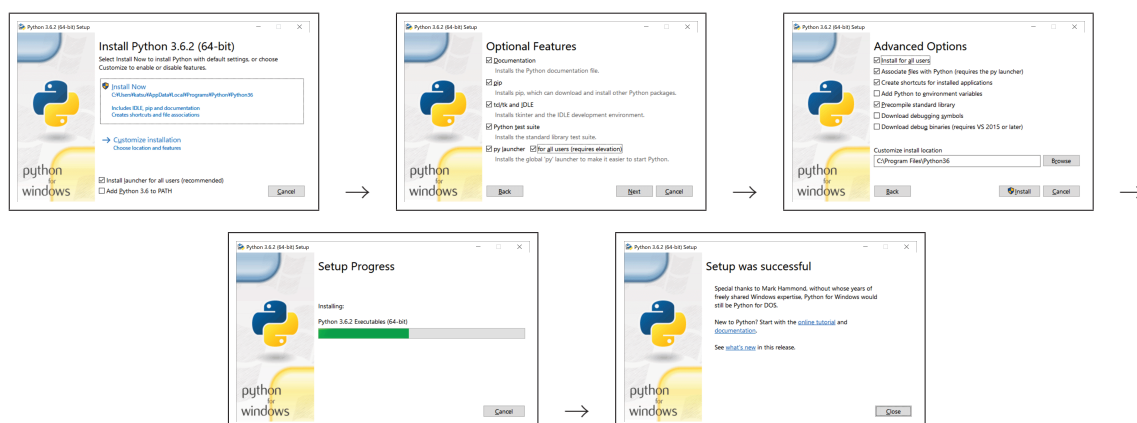 Python 3.6.2 (64-bit) Setup
Install Python 3.6.2 (64-bit)
Select Install Now to install Python with default settings, or choose
Customize to enable or disable features.
Install Now
C:¥Users¥katsu¥AppData¥Local¥Programs¥Python¥Python36
Includes IDLE, pip and documentation
Creates shortcuts and file associations
→ Customize installation
Choose location and features
Install launcher for all users (recommended)
Add Python 3.6 to PATH
Cancel
python
for
windows
→
Python 3.6.2 (64-bit) Setup
Optional Features
Documentation
Installs the Python documentation file.
pip
Installs pip, which can download and install other Python packages.
tcl/tk and IDLE
Installs tkinter and the IDLE development environment.
Python test suite
Installs the standard library test suite.
py launcher for all users (requires elevation)
Installs the global 'py' launcher to make it easier to start Python.
Back Next Cancel
python
for
windows
→
Python 3.6.2 (64-bit) Setup
Advanced Options
Install for all users
Associate files with Python (requires the py launcher)
Create shortcuts for installed applications
Add Python to environment variables
Precompile standard library
Download debugging symbols
Download debug binaries (requires VS 2015 or later)
Customize install location
C:¥Program Files¥Python36 Browse
Back Install Cancel
python
for
windows
→
Python 3.6.2 (64-bit) Setup
Setup Progress
Installing:
Python 3.6.2 Executables (64-bit)
Cancel
python
for
windows
→
Python 3.6.2 (64-bit) Setup
Setup was successful
Special thanks to Mark Hammond, without whose years of
freely shared Windows expertise, Python for Windows would
still be Python for DOS.
New to Python? Start with the online tutorial and
documentation.
See what's new in this release.
Close
python
for
windows